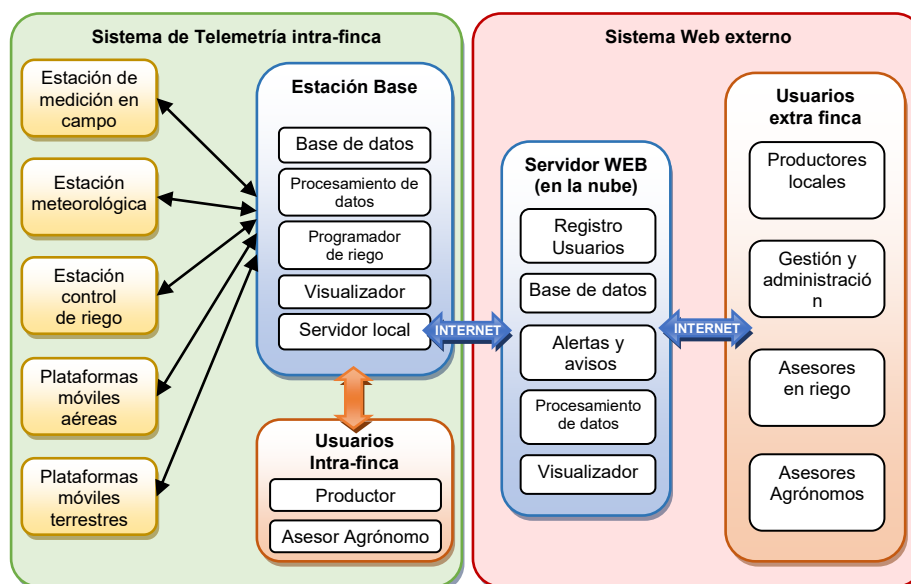 Sistema de Telemetría intra-finca
Estación de
medición en
campo
Estación
meteorológica
Estación
control
de riego
Plataformas
móviles
aéreas
Plataformas
móviles
terrestres
Estación Base
Base de datos
Procesamiento de
datos
Programador
de riego
Visualizador
Servidor local
Usuarios
Intra-finca
Productor
Asesor Agrónomo
INTERNET
Sistema Web externo
Servidor WEB
(en la nube)
Registro
Usuarios
Base de datos
Alertas y
avisos
Procesamiento
de datos
Visualizador
INTERNET
Usuarios
extra finca
Productores
locales
Gestión y
administració
n
Asesores
en riego
Asesores
Agrónomos